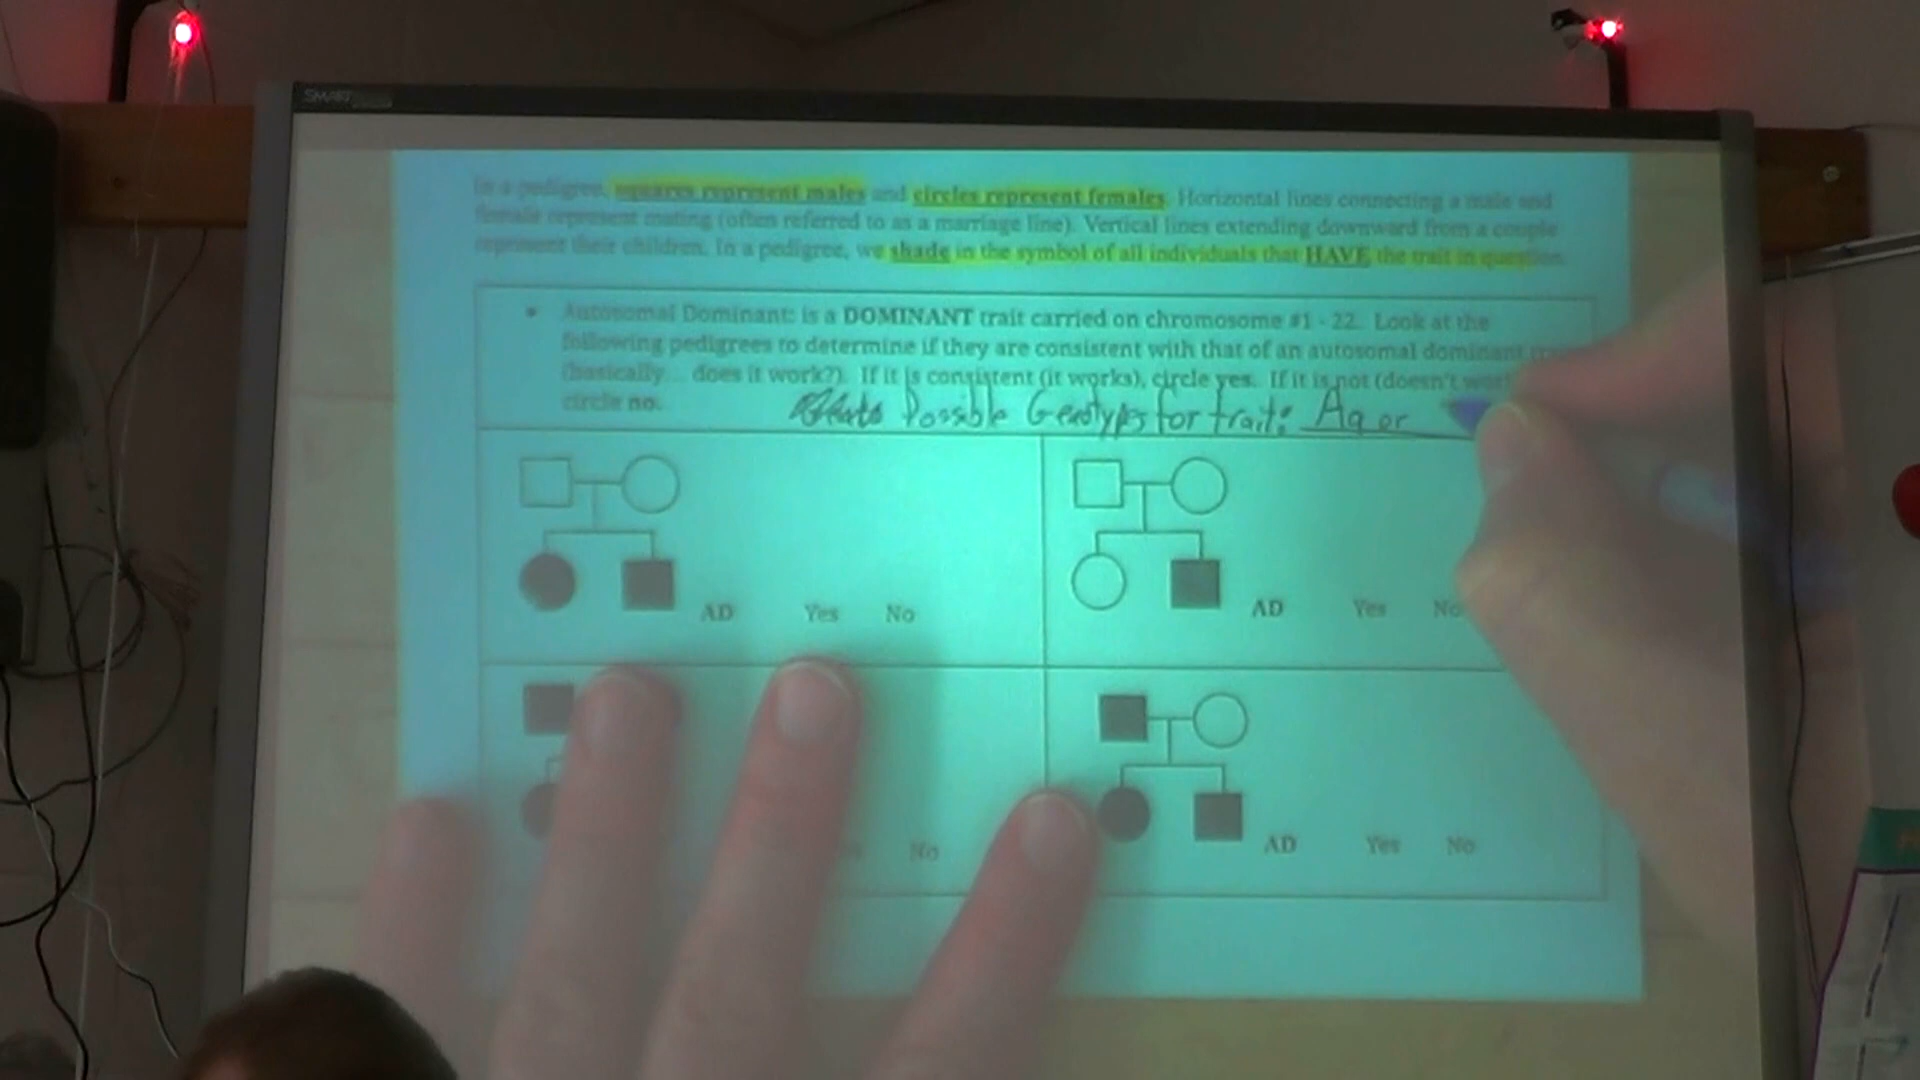 SMART
In a pedigree, squares represent males and circles represent females. Horizontal lines connecting a male and
female represent mating (often referred to as a marriage line). Vertical lines extending downward from a couple
represent their children. In a pedigree, we shade in the symbol of all individuals that HAVE the trait in question
• Autosomal Dominant: is a DOMINANT trait carried on chromosome #1 - 22. Look at the
following pedigrees to determine if they are consistent with that of an autosomal dominant
(basically... does it work?). If it is consistent (it works), circle yes. If it is not (doesn't
circle no.
Possible Genotypes for trait: Aa or
AD Yes No
AD Yes No
No
AD Yes No